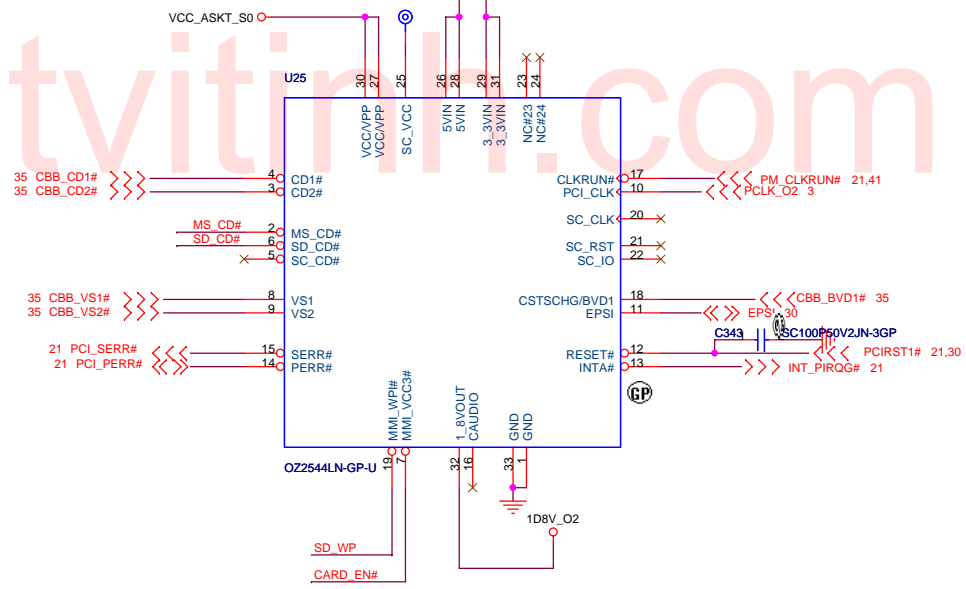 VCC_ASKT_S0
tvitinh.com
U25
30 27 25 26 28 29 31 23 24
VCC/VPP VCC/VPP SC_VCC 5VIN 5VIN 3_3VIN 3_3VIN NC#23 NC#24
35 CBB_CD1# 4 CD1# CLKRUN# 17 PM_CLKRUN# 21,41
35 CBB_CD2# 3 CD2# PCI_CLK 10 PCLK_O2 3
SC_CLK 20
MS_CD# 2 MS_CD#
SD_CD# 6 SD_CD# SC_RST 21
5 SC_CD# SC_IO 22
35 CBB_VS1# 8 VS1 CSTSCHG/BVD1 18 CBB_BVD1# 35
35 CBB_VS2# 9 VS2 EPSI 11 EPSI 30
C343 SC100P50V2JN-3GP
21 PCI_SERR# 15 SERR# RESET# 12 PCIRST1# 21,30
21 PCI_PERR# 14 PERR# INTA# 13 INT_PIRQG# 21
GP
MMI_WPI# MMI_VCC3# 1_8VOUT CAUDIO GND GND
OZ2544LN-GP-U
19 7 32 16 33 1
1D8V_O2
SD_WP
CARD_EN#